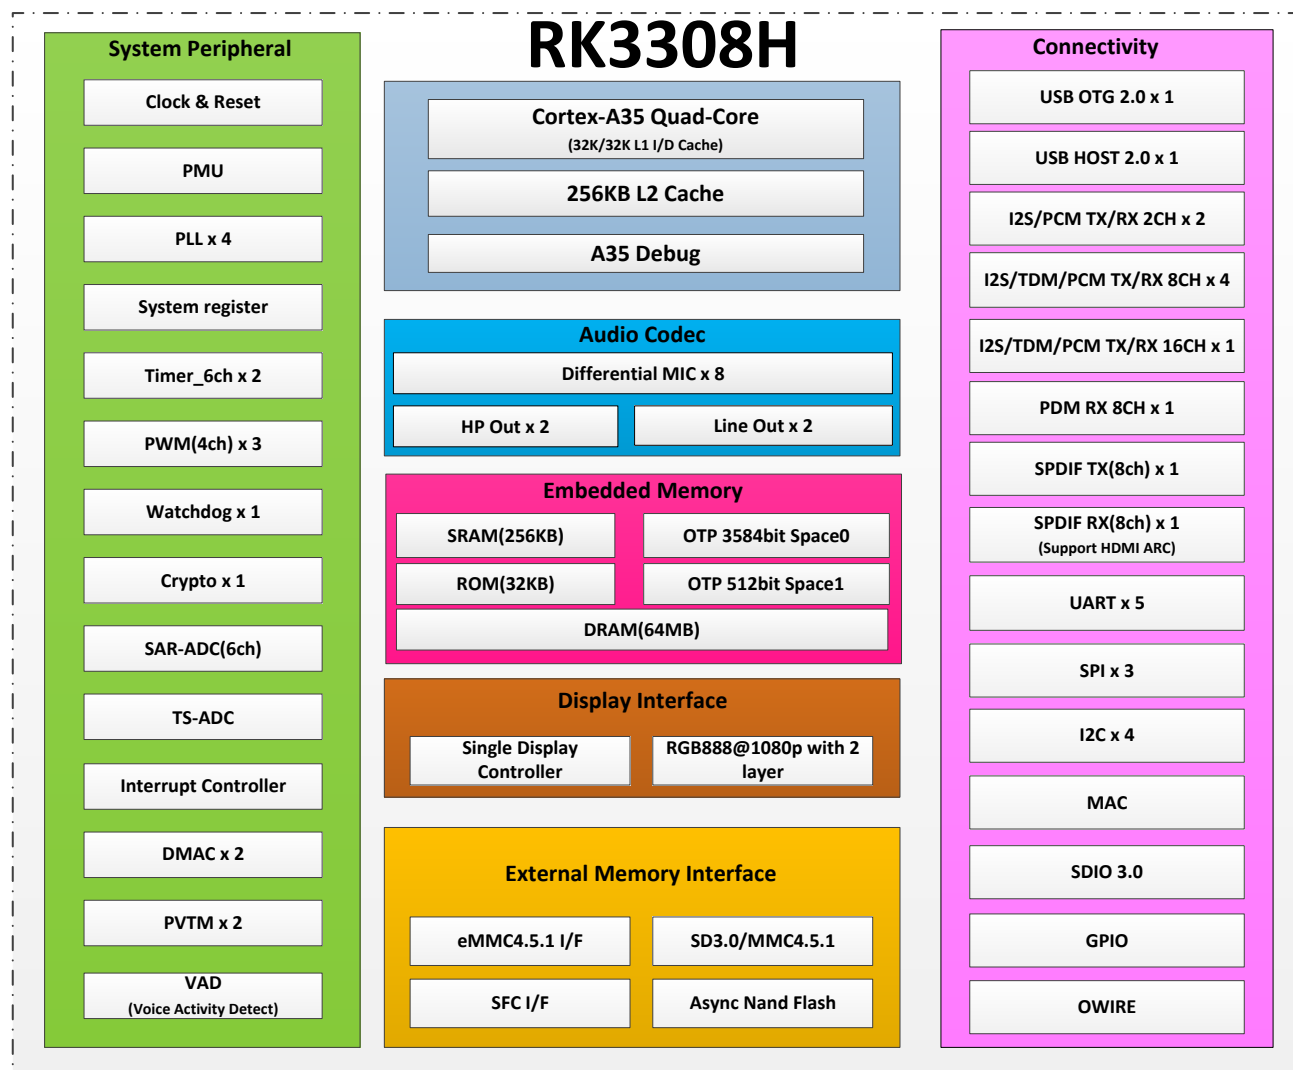 RK3308H
System Peripheral
Clock & Reset
PMU
PLL x 4
System register
Timer_6ch x 2
PWM(4ch) x 3
Watchdog x 1
Crypto x 1
SAR-ADC(6ch)
TS-ADC
Interrupt Controller
DMAC x 2
PVTM x 2
VAD
(Voice Activity Detect)
Cortex-A35 Quad-Core
(32K/32K L1 I/D Cache)
256KB L2 Cache
A35 Debug
Audio Codec
Differential MIC x 8
HP Out x 2
Line Out x 2
Embedded Memory
SRAM(256KB)
OTP 3584bit Space0
ROM(32KB)
OTP 512bit Space1
DRAM(64MB)
Display Interface
Single Display
Controller
RGB888@1080p with 2
layer
External Memory Interface
eMMC4.5.1 I/F
SD3.0/MMC4.5.1
SFC I/F
Async Nand Flash
Connectivity
USB OTG 2.0 x 1
USB HOST 2.0 x 1
I2S/PCM TX/RX 2CH x 2
I2S/TDM/PCM TX/RX 8CH x 4
I2S/TDM/PCM TX/RX 16CH x 1
PDM RX 8CH x 1
SPDIF TX(8ch) x 1
SPDIF RX(8ch) x 1
(Support HDMI ARC)
UART x 5
SPI x 3
I2C x 4
MAC
SDIO 3.0
GPIO
OWIRE